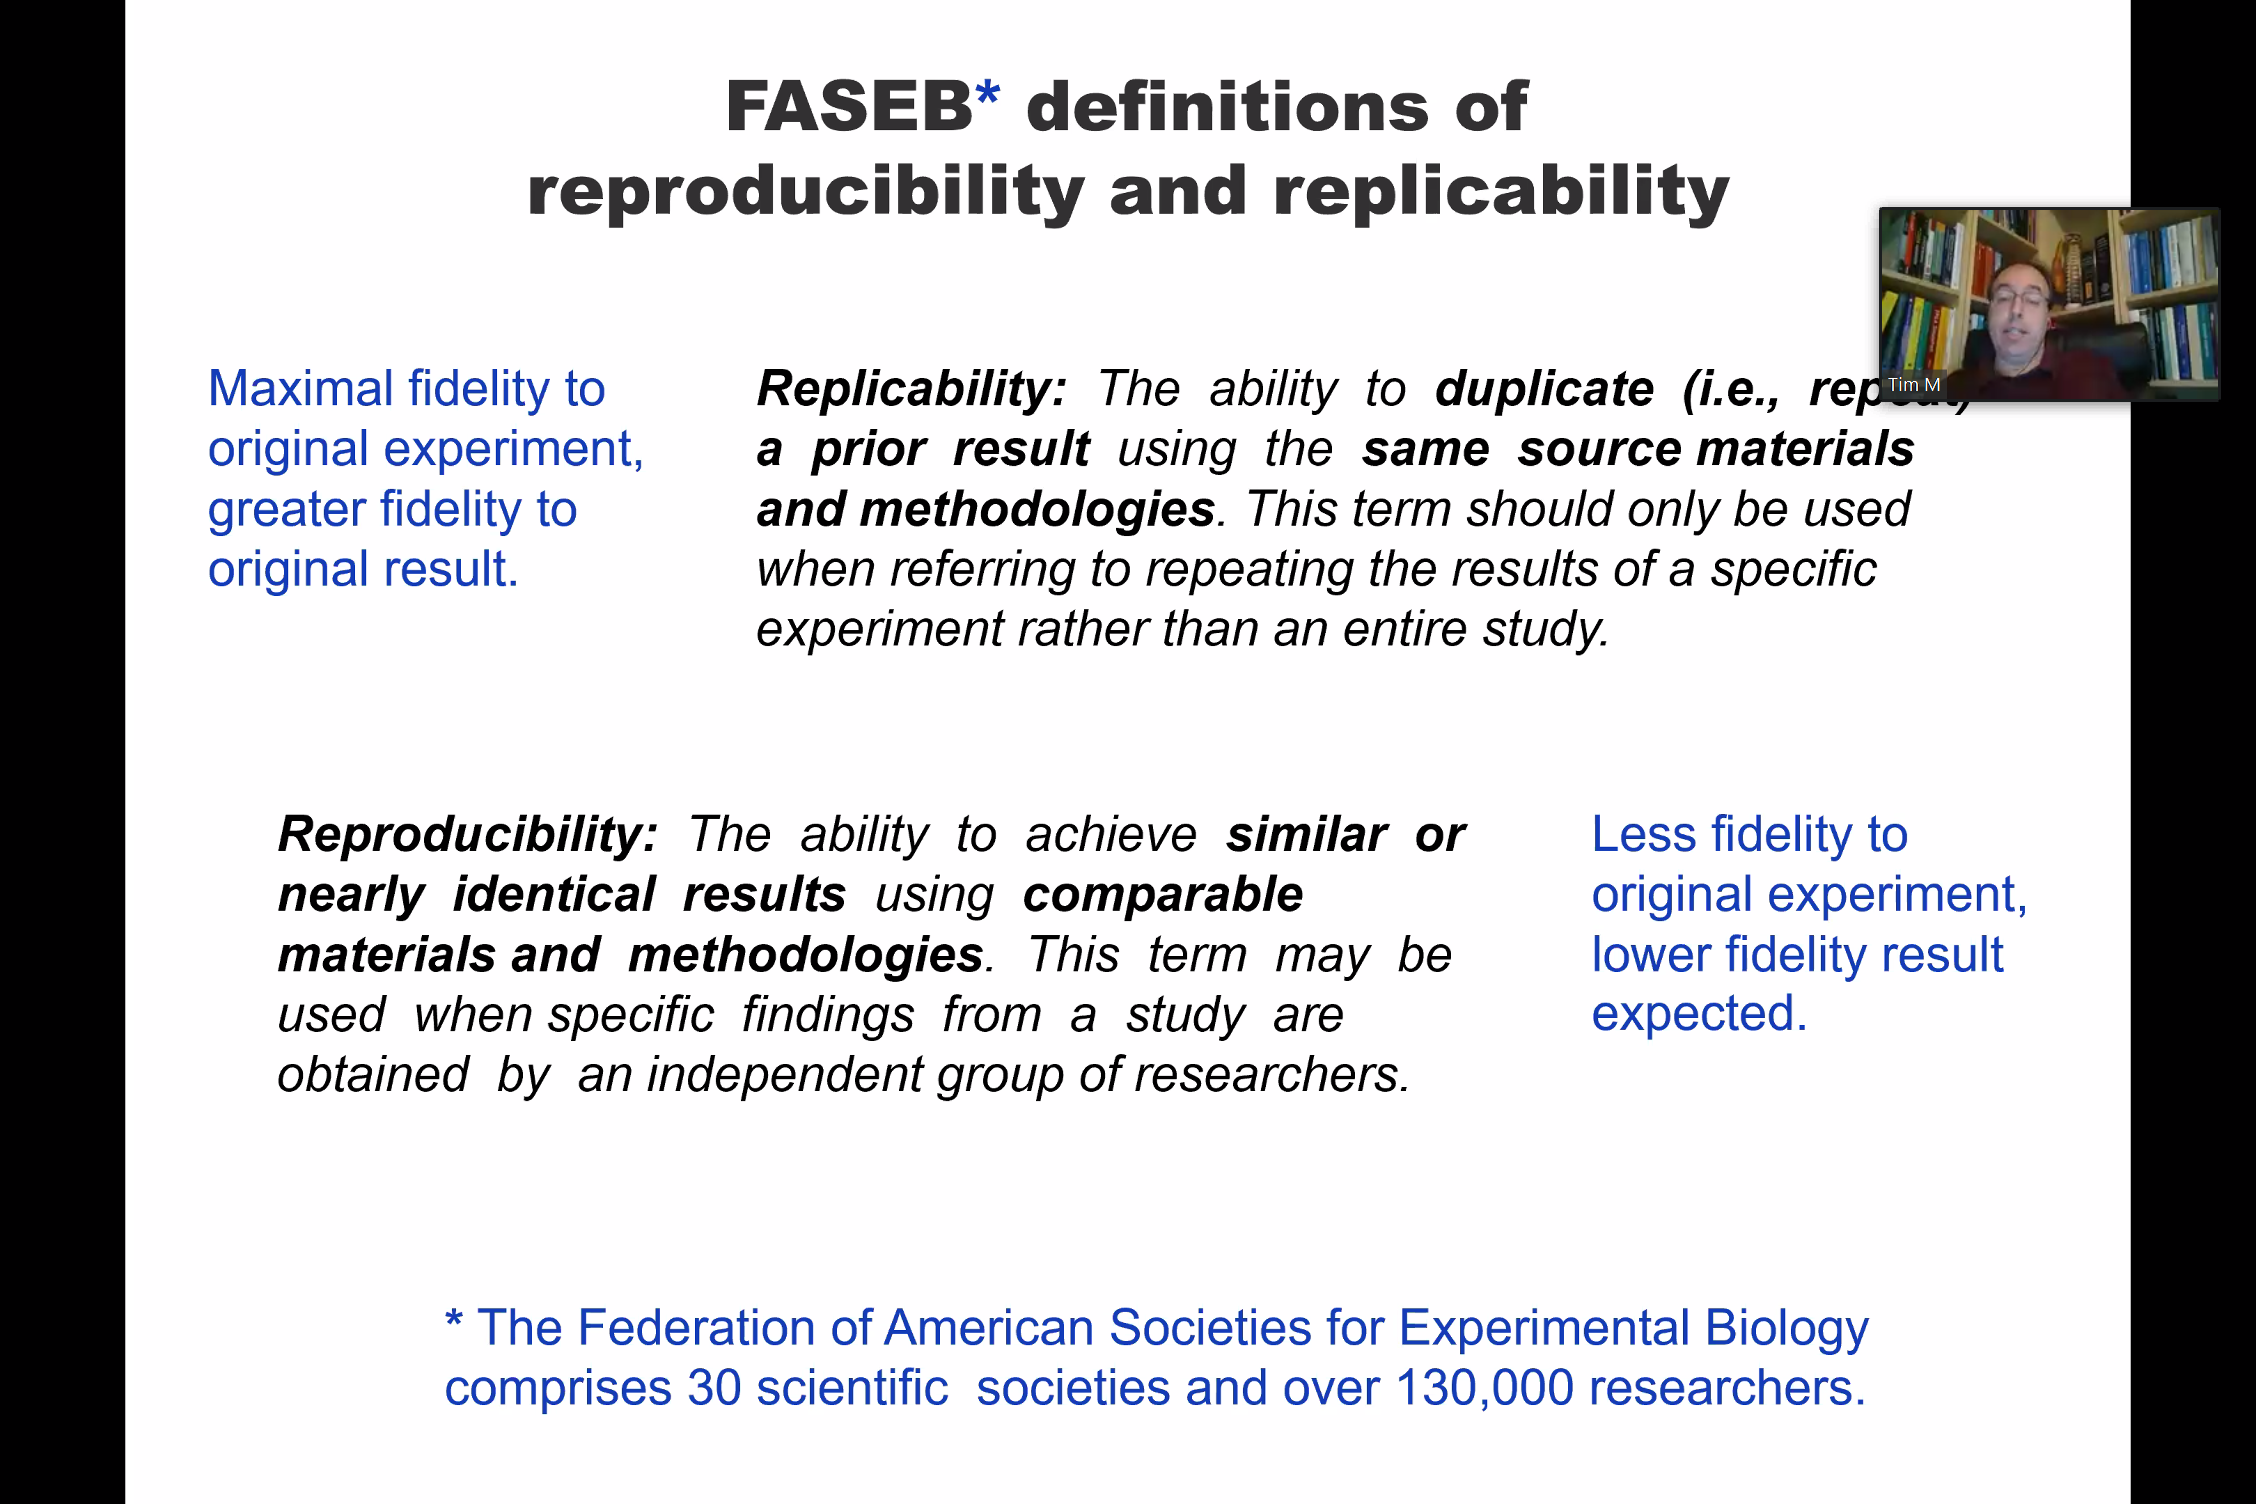 FASEB* definitions of
reproducibility and replicability
Tim M
Maximal fidelity to
original experiment,
greater fidelity to
original result.
Replicability: The ability to duplicate (i.e., repeat)
a prior result using the same source materials
and methodologies. This term should only be used
when referring to repeating the results of a specific
experiment rather than an entire study.
Reproducibility: The ability to achieve similar or
nearly identical results using comparable
materials and methodologies. This term may be
used when specific findings from a study are
obtained by an independent group of researchers.
Less fidelity to
original experiment,
lower fidelity result
expected.
* The Federation of American Societies for Experimental Biology
comprises 30 scientific societies and over 130,000 researchers.